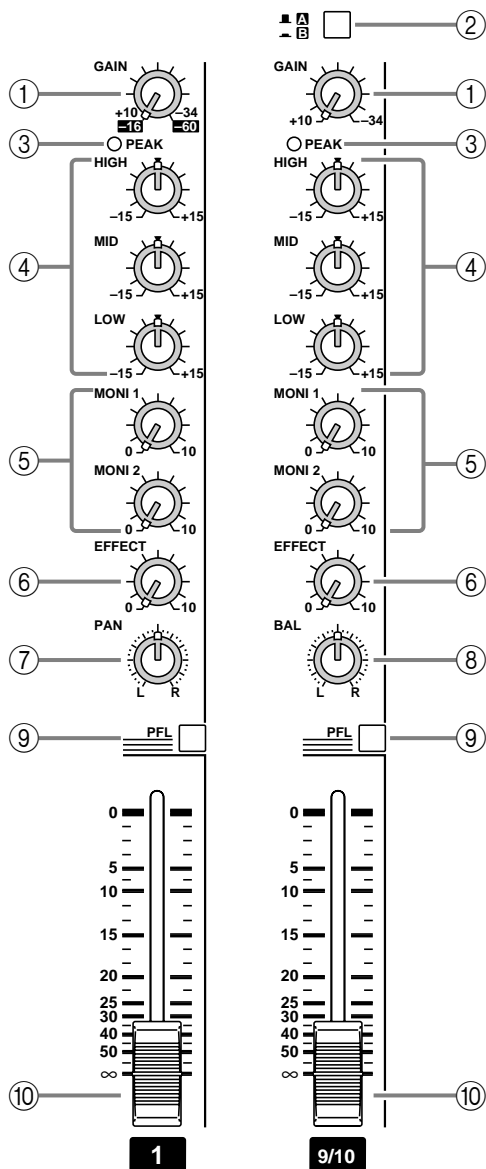 A
B
②
GAIN GAIN
① ①
+10 –34 +10 –34
–16 –60
③ PEAK PEAK ③
HIGH HIGH
–15 +15 –15 +15
MID MID
④ ④
–15 +15 –15 +15
LOW LOW
–15 +15 –15 +15
MONI 1 MONI 1
0 10 0 10
⑤ ⑤
MONI 2 MONI 2
0 10 0 10
EFFECT EFFECT
⑥ ⑥
0 10 0 10
PAN BAL
⑦ ⑧
L R L R
⑨ PFL PFL ⑨
0 0
5 5
10 10
15 15
20 20
25 25
30 30
40 40
50 50
∞ ∞
⑩ ⑩
1 9/10